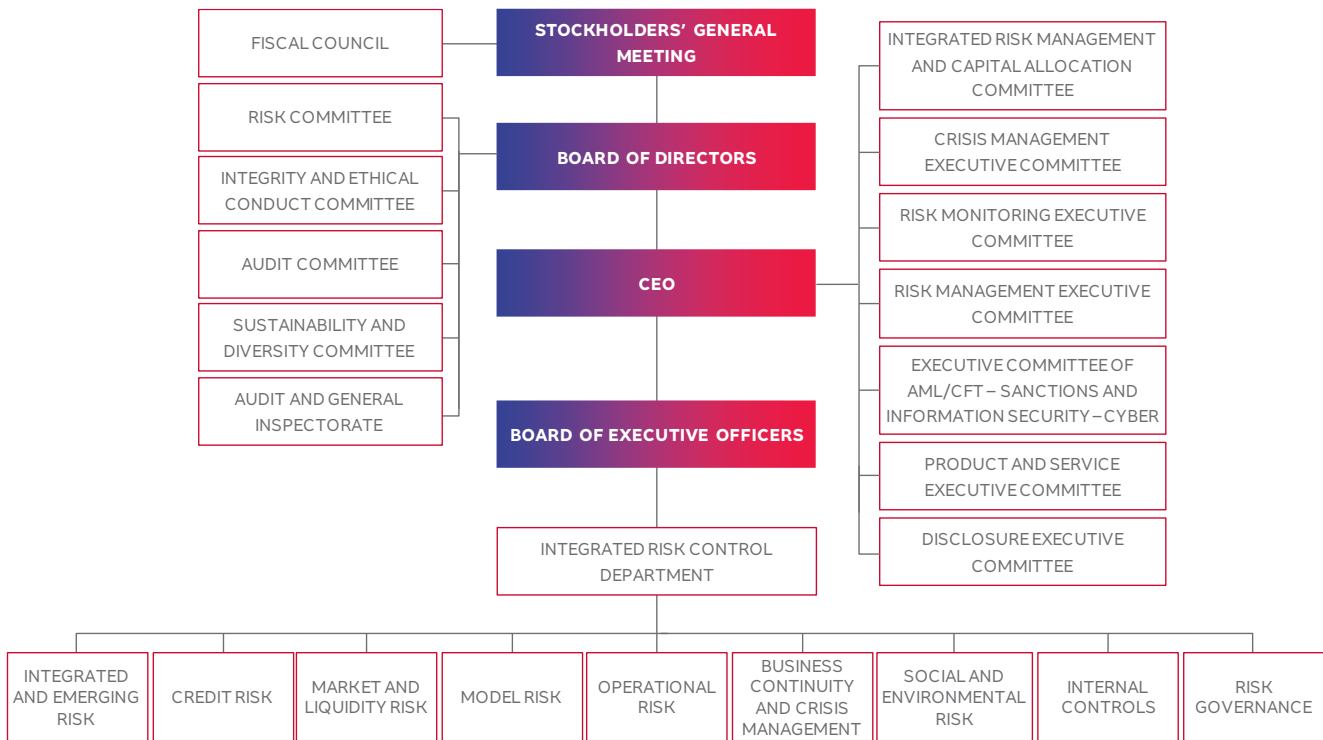 FISCAL COUNCIL
RISK COMMITTEE
INTEGRITY AND ETHICAL
CONDUCT COMMITTEE
AUDIT COMMITTEE
SUSTAINABILITY AND
DIVERSITY COMMITTEE
AUDIT AND GENERAL
INSPECTORATE
STOCKHOLDERS’ GENERAL
MEETING
BOARD OF DIRECTORS
CEO
BOARD OF EXECUTIVE OFFICERS
INTEGRATED RISK CONTROL
DEPARTMENT
INTEGRATED RISK MANAGEMENT
AND CAPITAL ALLOCATION
COMMITTEE
CRISIS MANAGEMENT
EXECUTIVE COMMITTEE
RISK MONITORING EXECUTIVE
COMMITTEE
RISK MANAGEMENT EXECUTIVE
COMMITTEE
EXECUTIVE COMMITTEE OF
AML/CFT – SANCTIONS AND
INFORMATION SECURITY – CYBER
PRODUCT AND SERVICE
EXECUTIVE COMMITTEE
DISCLOSURE EXECUTIVE
COMMITTEE
INTEGRATED
AND EMERGING
RISK
CREDIT RISK
MARKET AND
LIQUIDITY RISK
MODEL RISK
OPERATIONAL
RISK
BUSINESS
CONTINUITY
AND CRISIS
MANAGEMENT
SOCIAL AND
ENVIRONMENTAL
RISK
INTERNAL
CONTROLS
RISK
GOVERNANCE